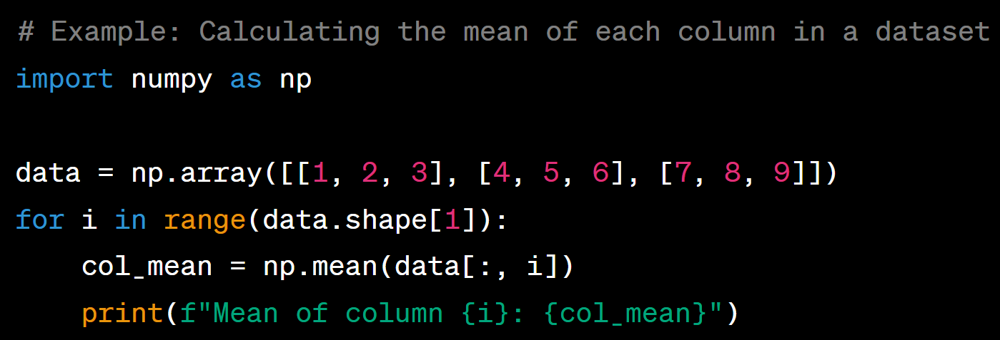 # Example: Calculating the mean of each column in a dataset
import numpy as np

data = np.array([[1, 2, 3], [4, 5, 6], [7, 8, 9]])
for i in range(data.shape[1]):
    col_mean = np.mean(data[:, i])
    print(f"Mean of column {i}: {col_mean}")